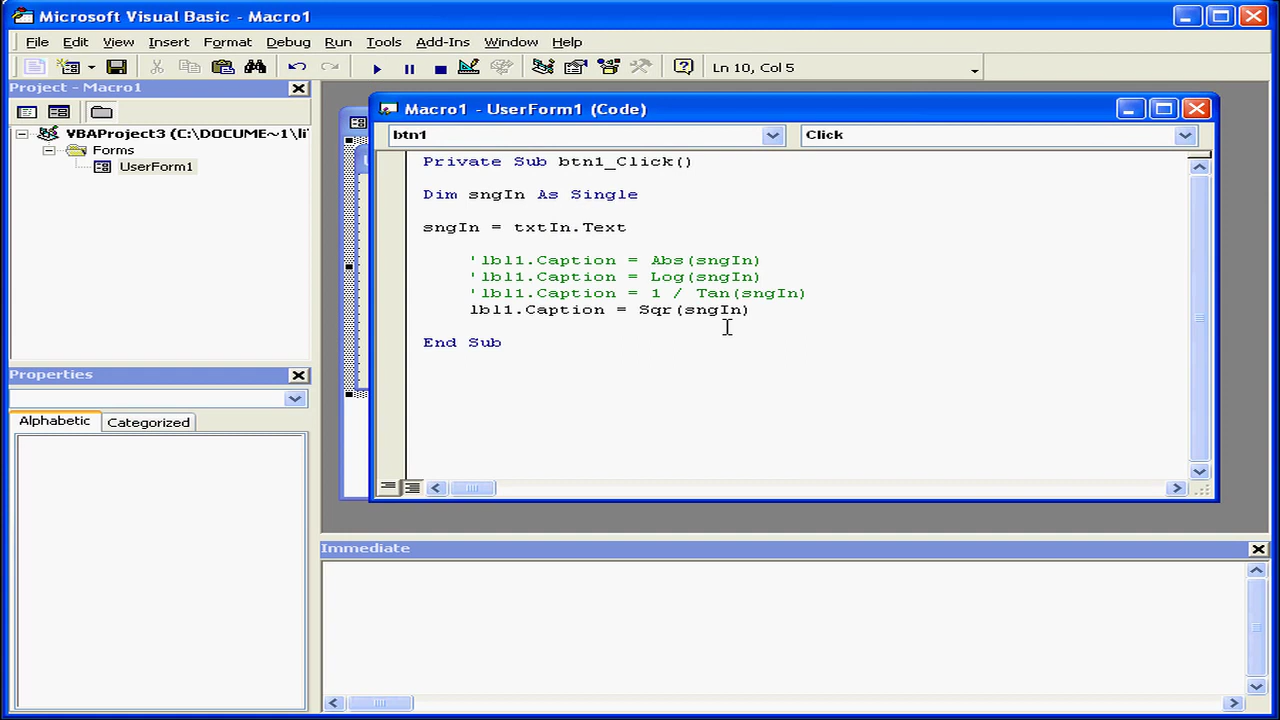 Microsoft Visual Basic - Macro1
File Edit View Insert Format Debug Run Tools Add-Ins Window Help
Ln 10, Col 5
Project - Macro1
VBAProject3 (C:\DOCUME~1\li
Forms
UserForm1
Properties
Alphabetic Categorized
Macro1 - UserForm1 (Code)
btn1 Click
Private Sub btn1_Click()
Dim sngIn As Single
sngIn = txtIn.Text
'lbl1.Caption = Abs(sngIn)
'lbl1.Caption = Log(sngIn)
'lbl1.Caption = 1 / Tan(sngIn)
lbl1.Caption = Sqr(sngIn)
End Sub
Immediate